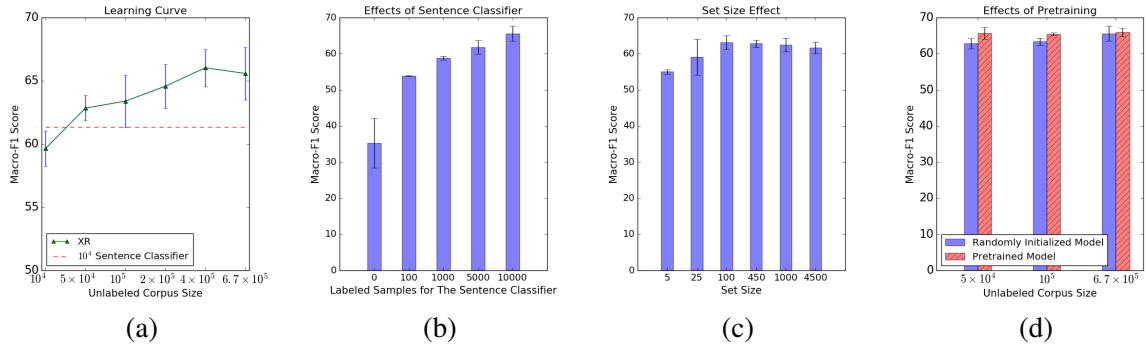 Learning Curve
70
65
60
55
50
Macro-F1 Score
XR
10⁴ Sentence Classifier
10⁴ 5 × 10⁴ 10⁵ 2 × 10⁵ 4 × 10⁵ 6.7 × 10⁵
Unlabeled Corpus Size
(a)
Effects of Sentence Classifier
70
60
50
40
30
20
10
0
Macro-F1 Score
0 100 1000 5000 10000
Labeled Samples for The Sentence Classifier
(b)
Set Size Effect
70
60
50
40
30
20
10
0
Macro-F1 Score
5 25 100 450 1000 4500
Set Size
(c)
Effects of Pretraining
70
60
50
40
30
20
10
0
Macro-F1 Score
Randomly Initialized Model
Pretrained Model
5 × 10⁴ 10⁵ 6.7 × 10⁵
Unlabeled Corpus Size
(d)